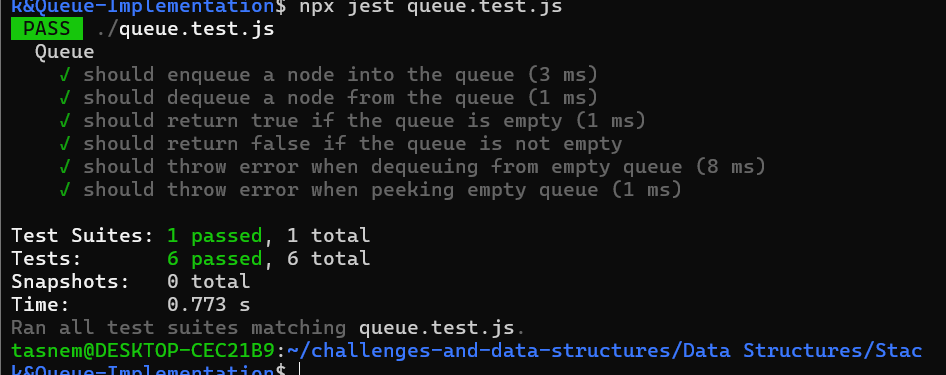 k&Queue-Implementation$ npx jest queue.test.js
PASS ./queue.test.js
Queue
√ should enqueue a node into the queue (3 ms)
√ should dequeue a node from the queue (1 ms)
√ should return true if the queue is empty (1 ms)
√ should return false if the queue is not empty
√ should throw error when dequeuing from empty queue (8 ms)
√ should throw error when peeking empty queue (1 ms)
Test Suites: 1 passed, 1 total
Tests:       6 passed, 6 total
Snapshots:   0 total
Time:        0.773 s
Ran all test suites matching queue.test.js.
tasnem@DESKTOP-CEC21B9:~/challenges-and-data-structures/Data Structures/Stac
k&Queue-Implementation$